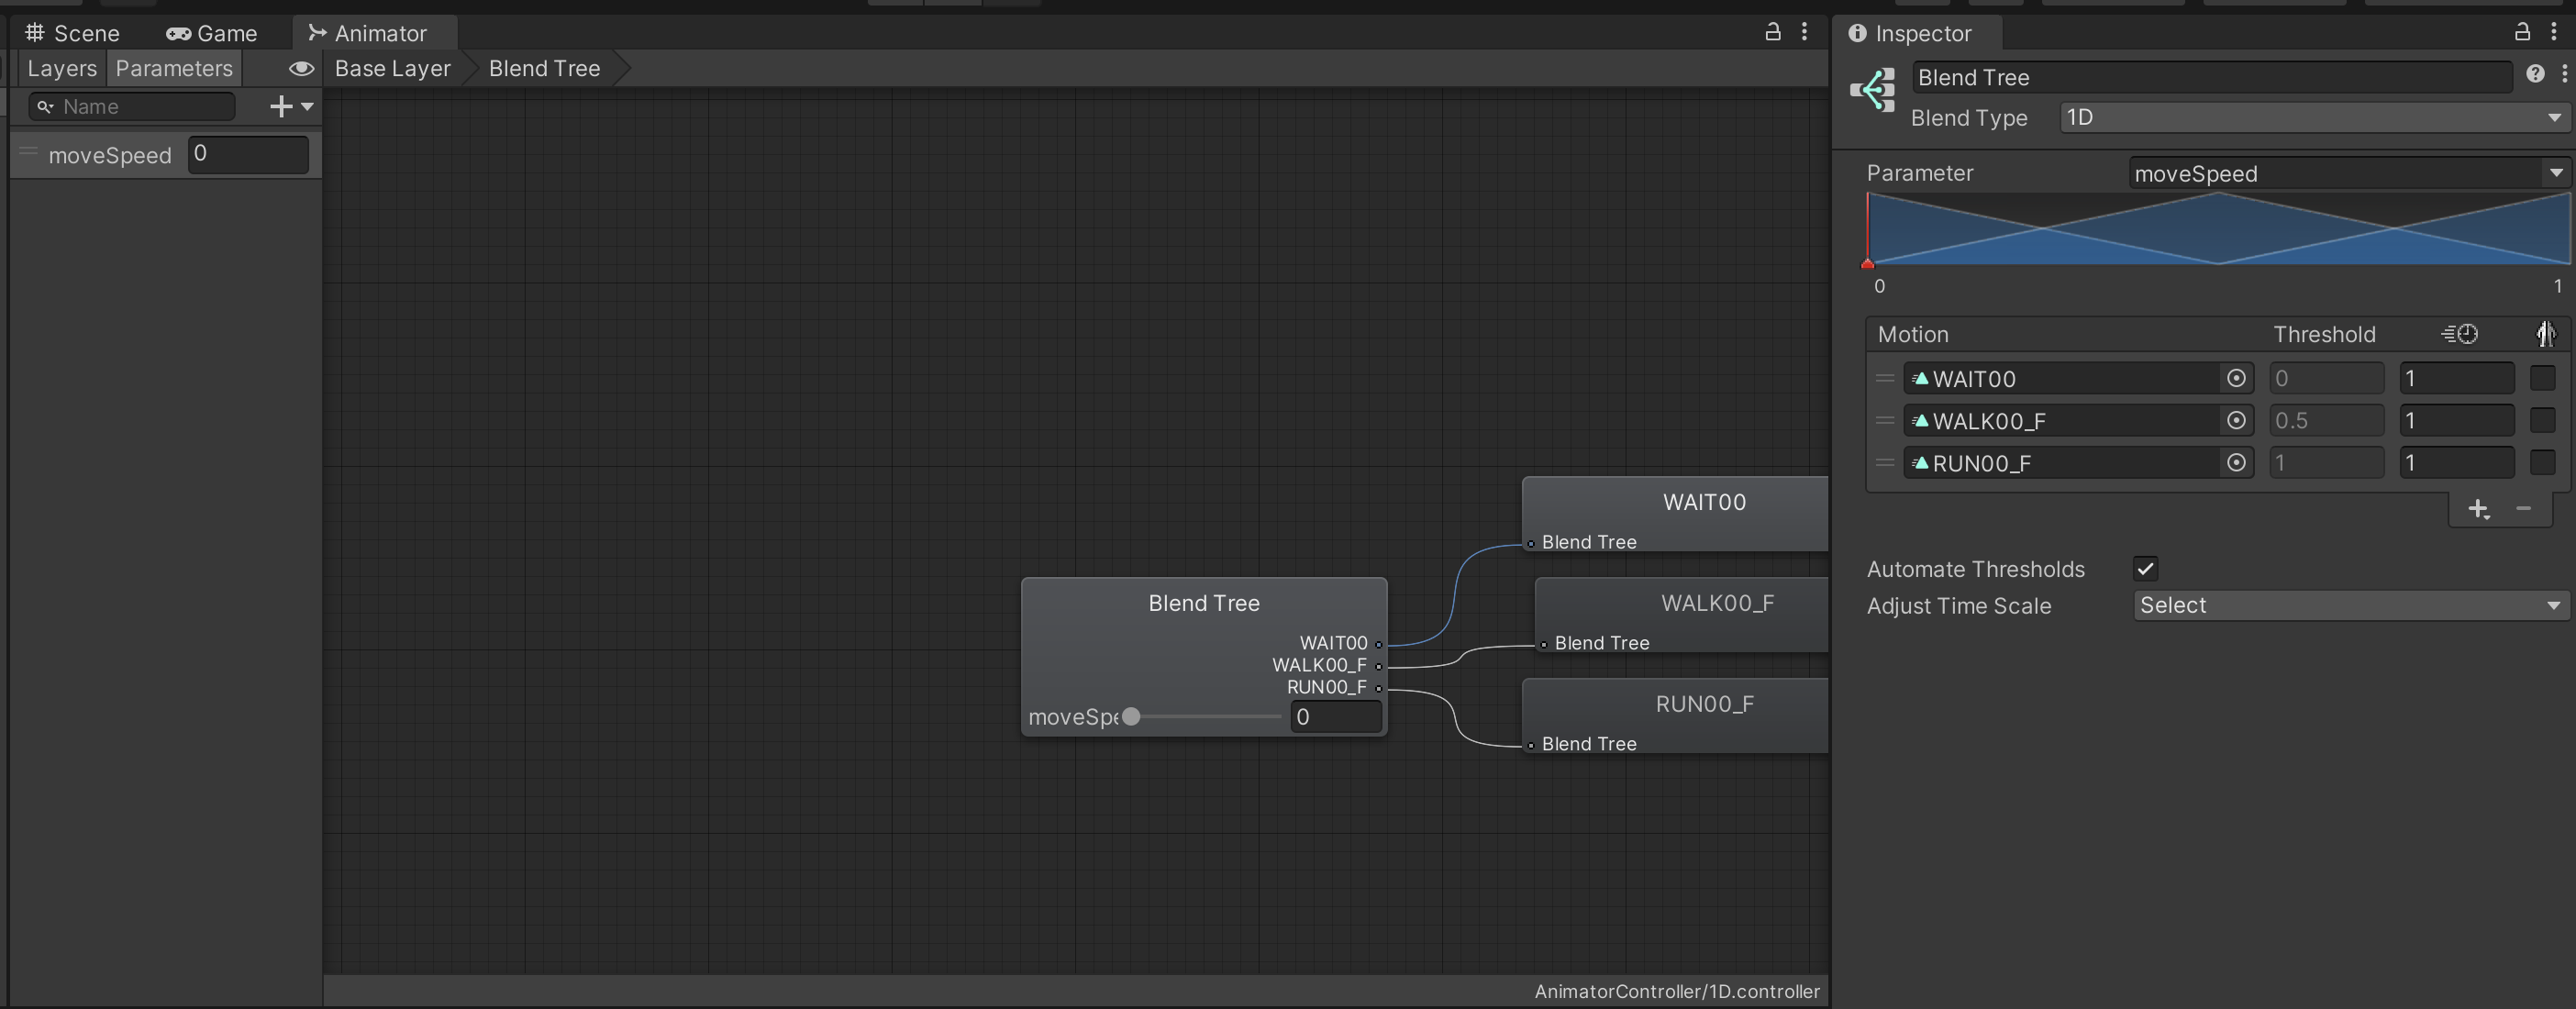 Scene Game Animator
Layers Parameters
Base Layer Blend Tree
Name
moveSpeed 0
WAIT00
Blend Tree
Blend Tree
WAIT00
WALK00_F
RUN00_F
moveSpe 0
WALK00_F
Blend Tree
RUN00_F
Blend Tree
AnimatorController/1D.controller
Inspector
Blend Tree
Blend Type 1D
Parameter moveSpeed
0 1
Motion Threshold
WAIT00 0 1
WALK00_F 0.5 1
RUN00_F 1 1
Automate Thresholds
Adjust Time Scale Select